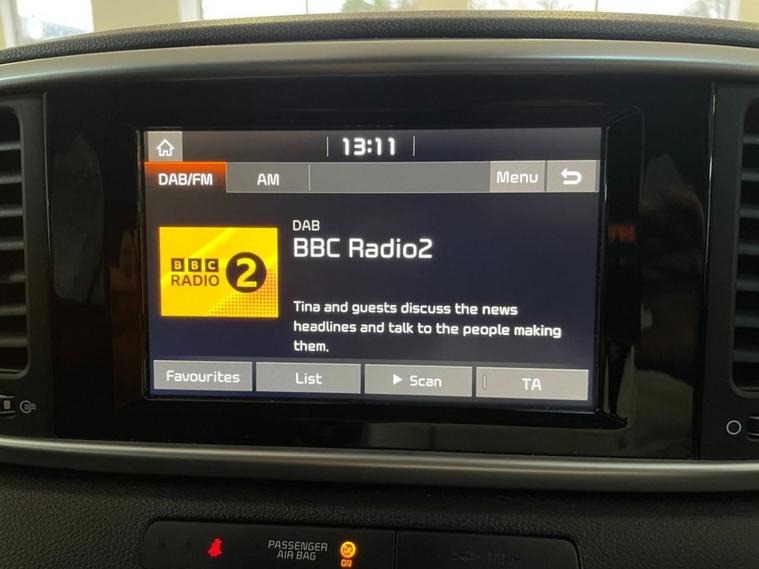 13:11
DAB/FM AM Menu
DAB
BBC Radio2
BBC
RADIO 2
Tina and guests discuss the news
headlines and talk to the people making
them.
Favourites List Scan TA
PASSENGER
AIR BAG
ON